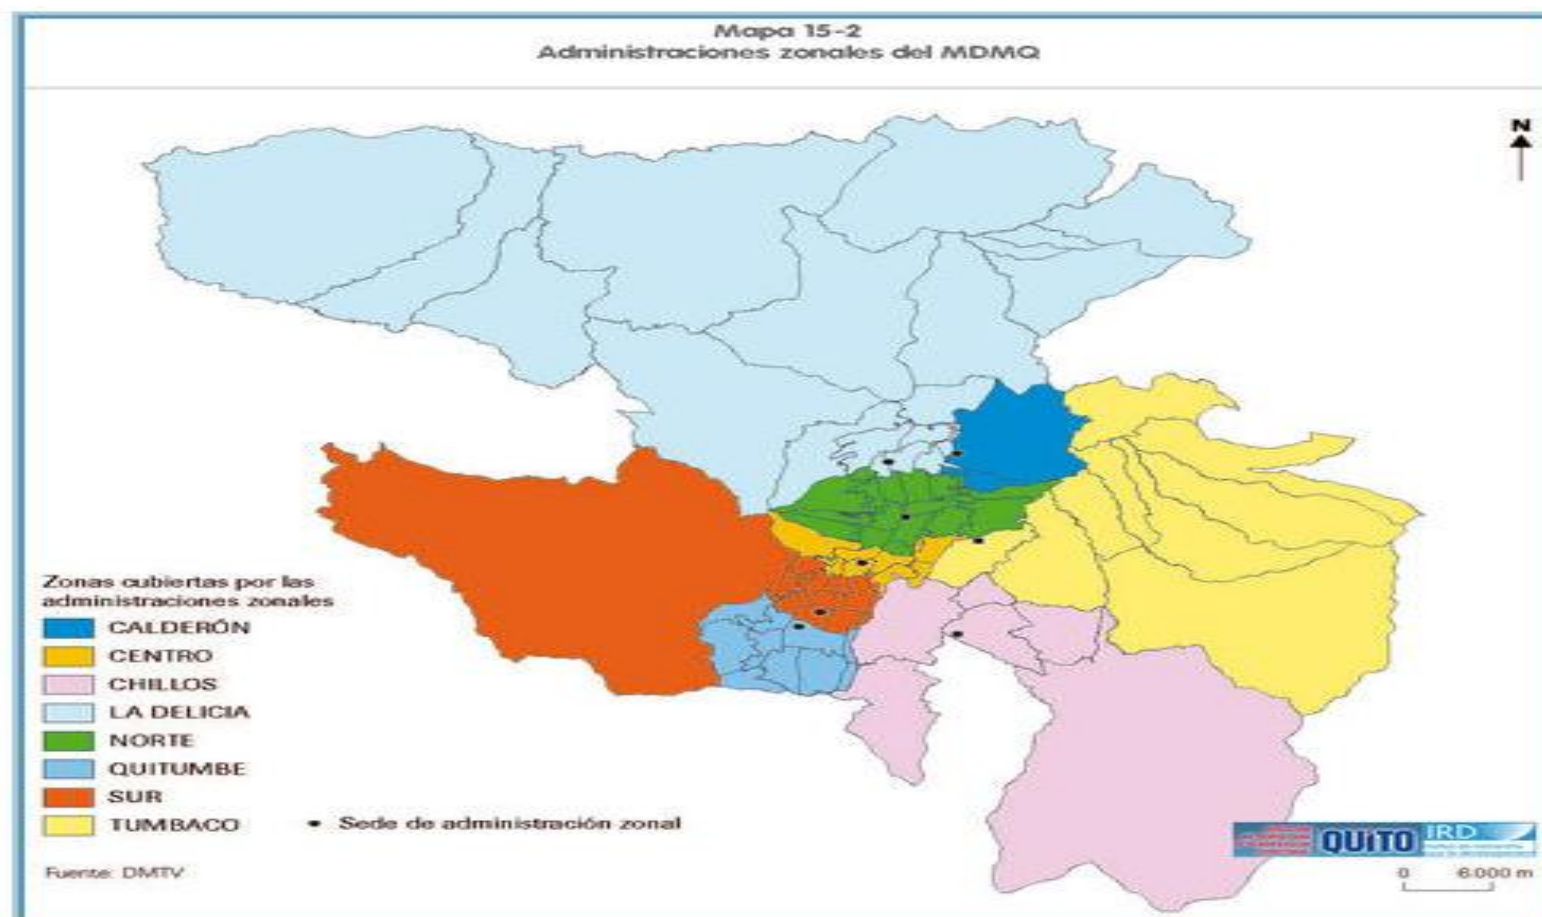 Mapa 15-2
Administraciones zonales del MDMQ
N
Zonas cubiertas por las
administraciones zonales
CALDERÓN
CENTRO
CHILLOS
LA DELICIA
NORTE
QUITUMBE
SUR
TUMBACO
• Sede de administración zonal
QUITO
IRD
Fuente: DMTV
0 6.000 m